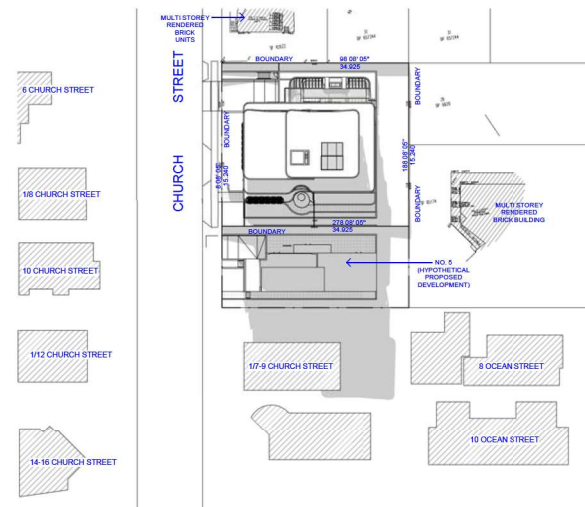 MULTI STOREY
RENDERED
BRICK
UNITS
BOUNDARY
98 08' 05"
34.925
6 CHURCH STREET
CHURCH STREET
BOUNDARY
15.240
BOUNDARY
188 08' 05"
15.240
BOUNDARY
1/8 CHURCH STREET
MULTI STOREY
RENDERED
BRICK BUILDING
278 08' 05"
34.925
BOUNDARY
10 CHURCH STREET
NO. 5
(HYPOTHETICAL
PROPOSED
DEVELOPMENT)
1/12 CHURCH STREET
1/7-9 CHURCH STREET
8 OCEAN STREET
14-16 CHURCH STREET
10 OCEAN STREET